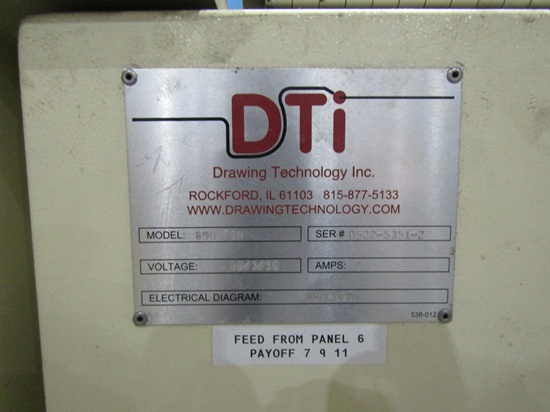 DTi
Drawing Technology Inc.
ROCKFORD, IL 61103 815-877-5133
WWW.DRAWINGTECHNOLOGY.COM
MODEL: SER #
VOLTAGE: AMPS:
ELECTRICAL DIAGRAM:
538-012
FEED FROM PANEL 6
PAYOFF 7 9 11